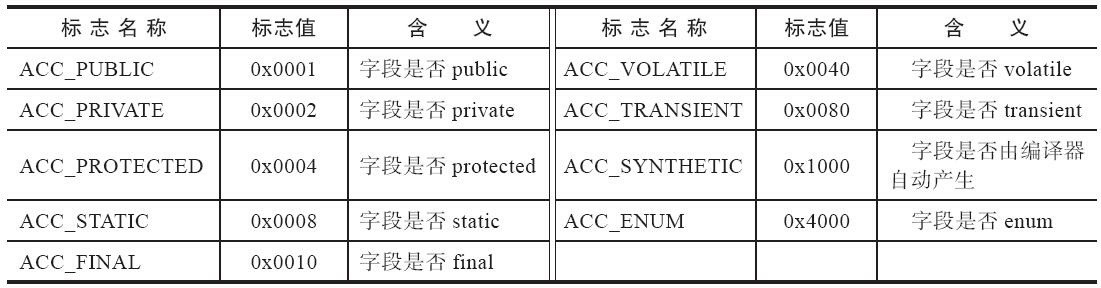 标志名称 标志值 含 义 标志名称 标志值 含 义
ACC_PUBLIC 0x0001 字段是否 public ACC_VOLATILE 0x0040 字段是否 volatile
ACC_PRIVATE 0x0002 字段是否 private ACC_TRANSIENT 0x0080 字段是否 transient
ACC_PROTECTED 0x0004 字段是否 protected ACC_SYNTHETIC 0x1000 字段是否由编译器
自动产生
ACC_STATIC 0x0008 字段是否 static ACC_ENUM 0x4000 字段是否 enum
ACC_FINAL 0x0010 字段是否 final